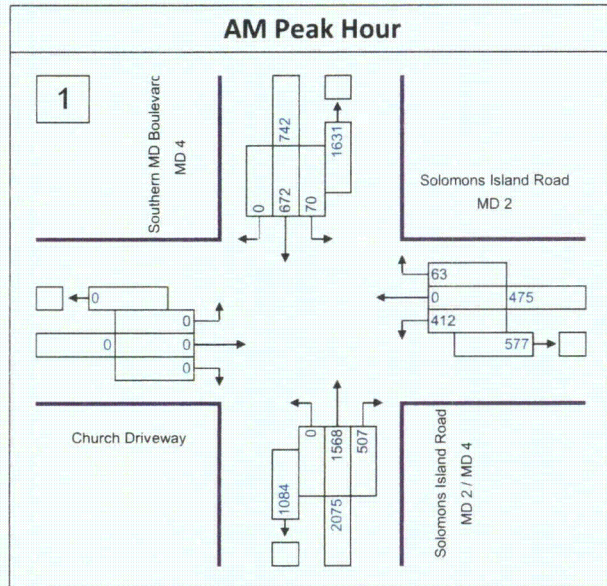 AM Peak Hour
1
Southern MD Boulevard
MD 4
742
1631
0
672
70
Solomons Island Road
MD 2
0
0
0
0
0
63
0
475
412
577
Church Driveway
0
1568
507
1084
2075
Solomons Island Road
MD 2 / MD 4